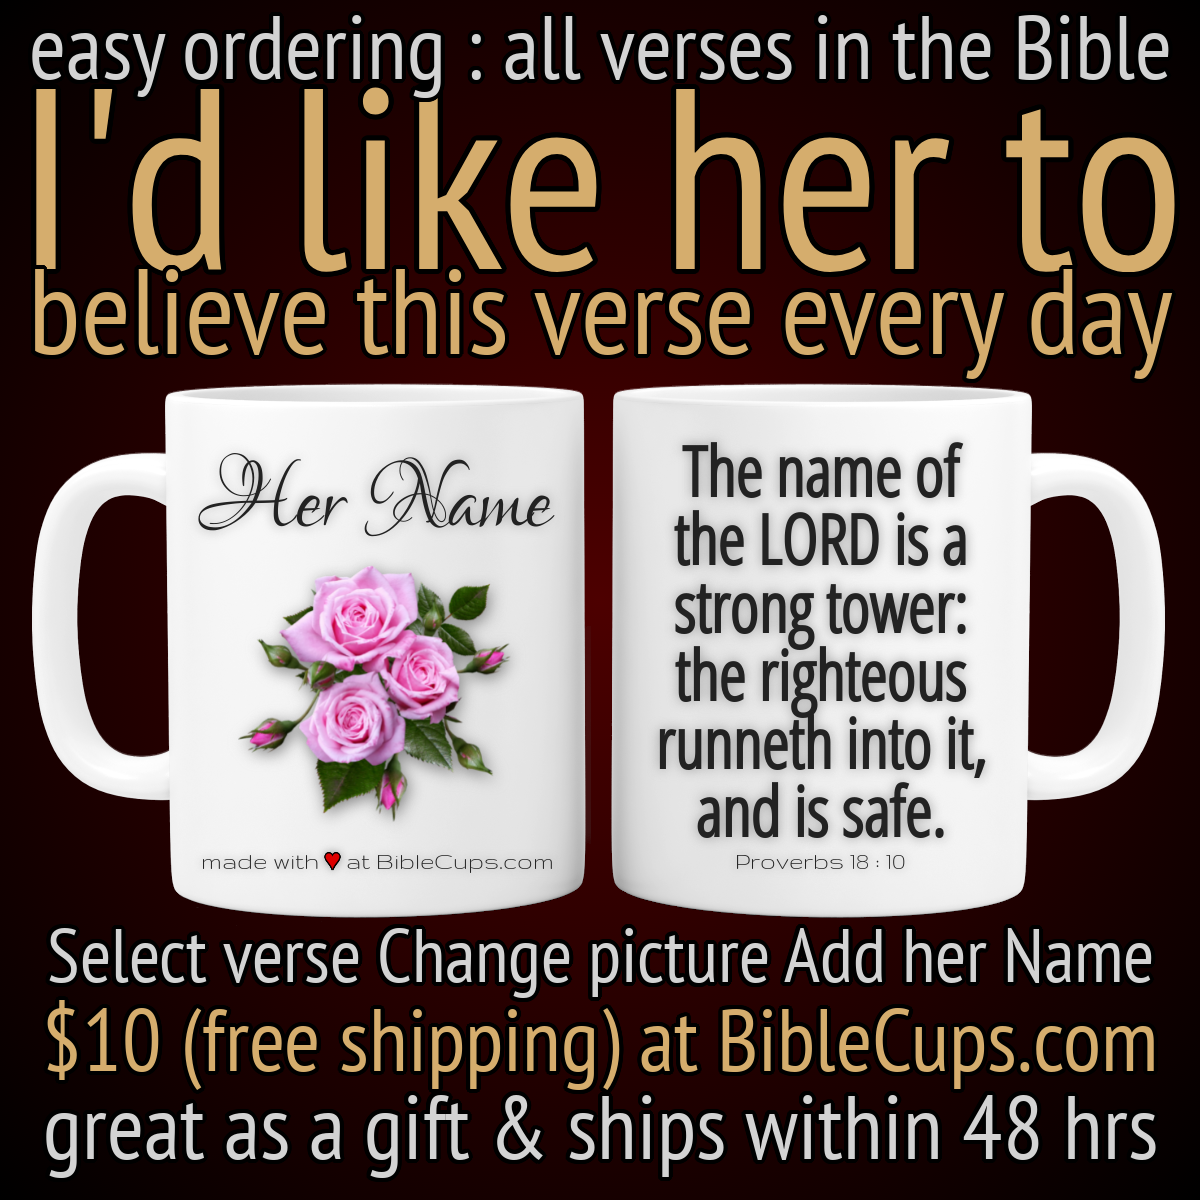 easy ordering : all verses in the Bible
I'd like her to
believe this verse every day
Her Name
made with ♥ at BibleCups.com
The name of
the LORD is a
strong tower:
the righteous
runneth into it,
and is safe.
Proverbs 18 : 10
Select verse Change picture Add her Name
$10 (free shipping) at BibleCups.com
great as a gift & ships within 48 hrs